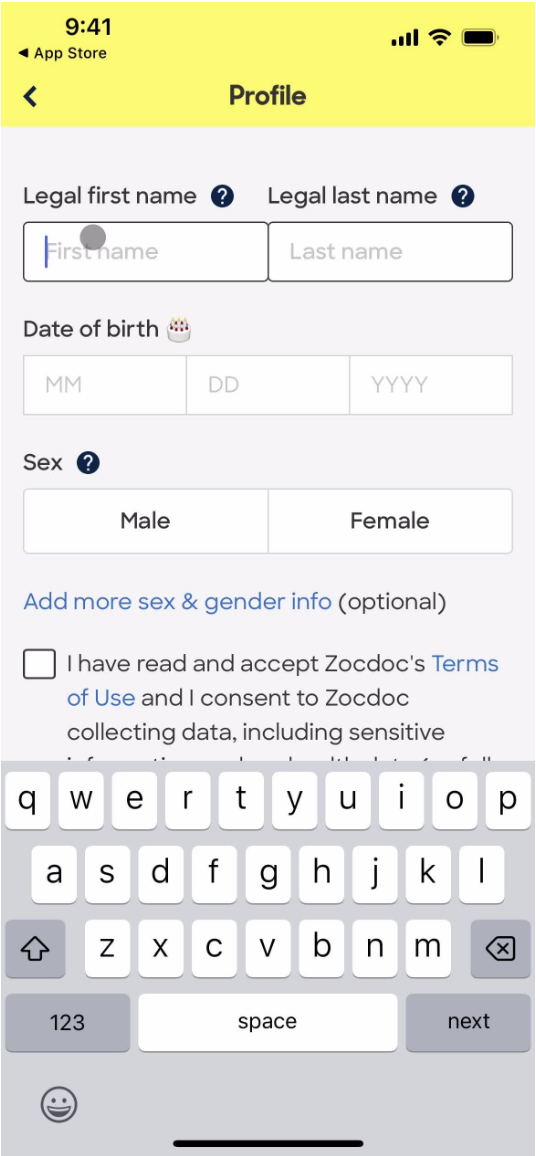 9:41
◀ App Store
Profile
Legal first name ? Legal last name ?
First name Last name
Date of birth 🎂
MM DD YYYY
Sex ?
Male Female
Add more sex & gender info (optional)
I have read and accept Zocdoc's Terms
of Use and I consent to Zocdoc
collecting data, including sensitive
q w e r t y u i o p
a s d f g h j k l
z x c v b n m
123 space next